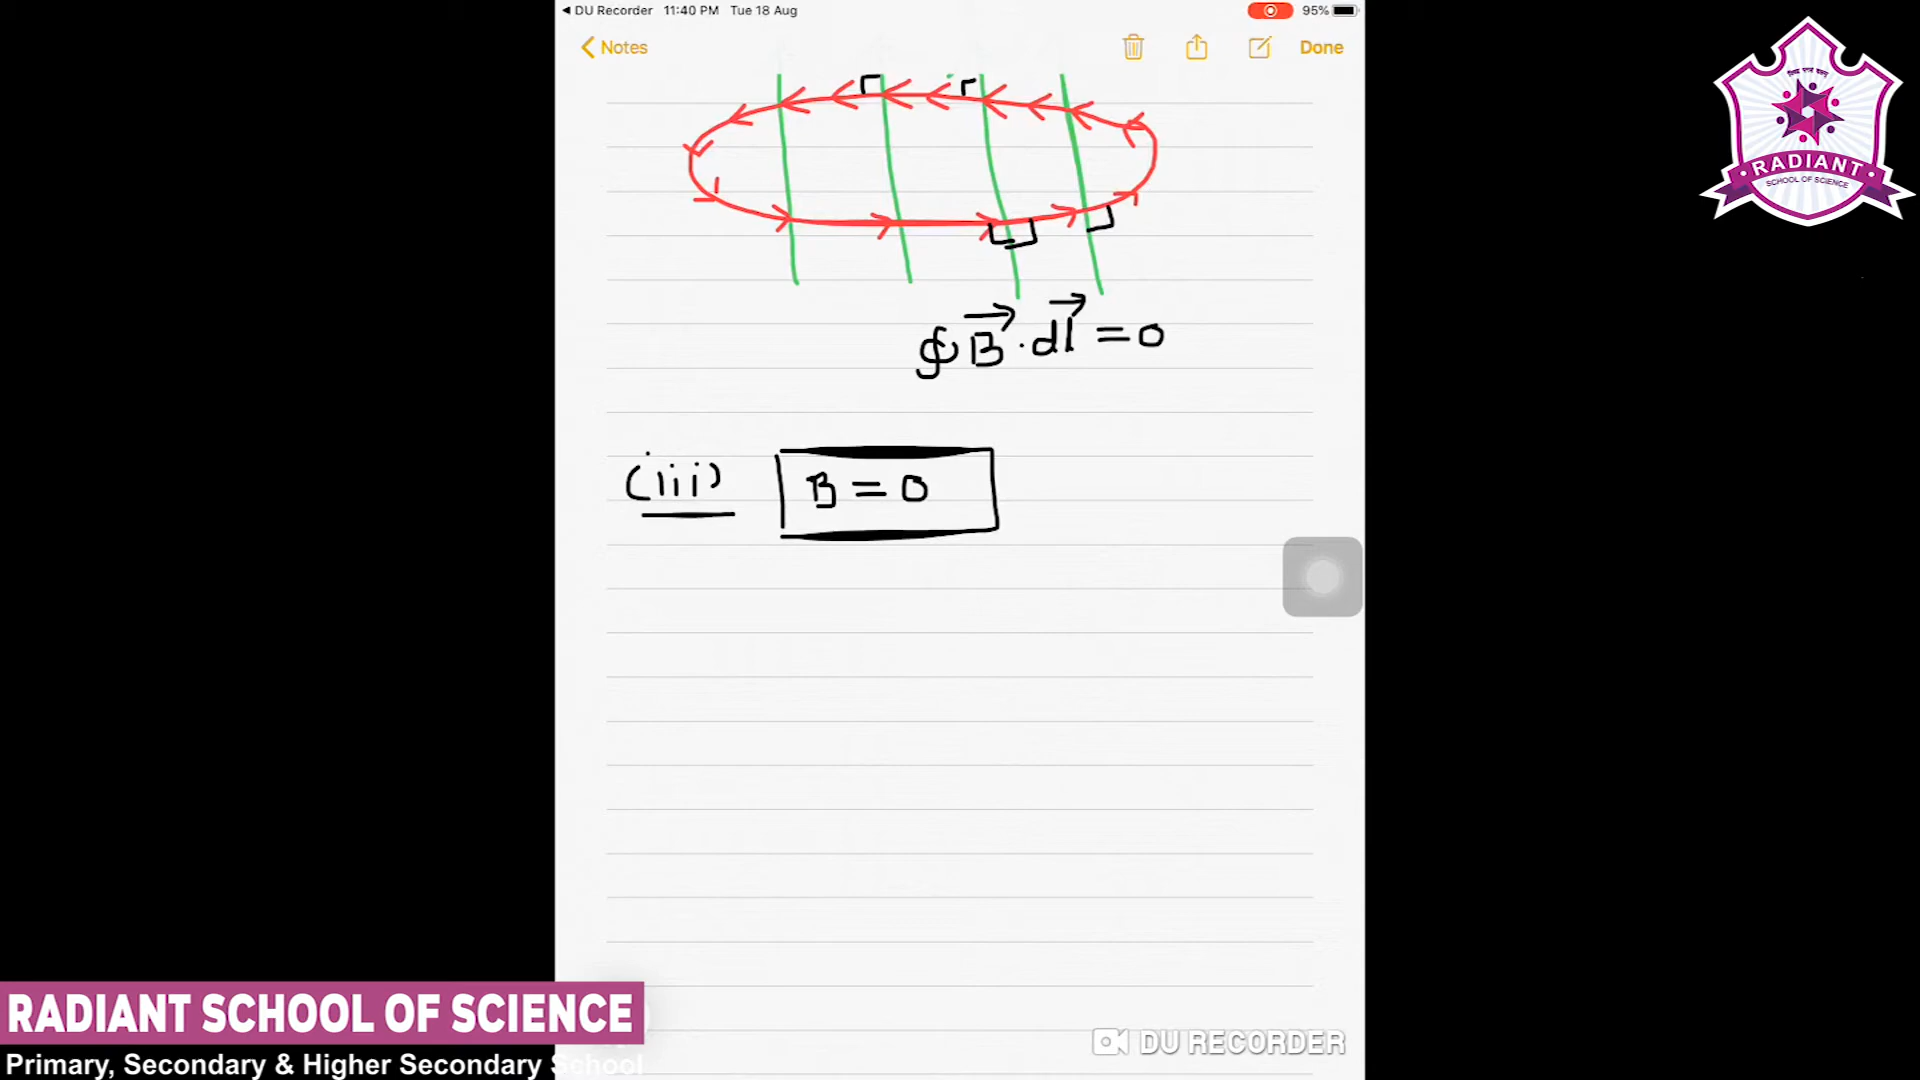 DU Recorder 11:40 PM Tue 18 Aug 95%
Notes Done
∮B⃗·dl⃗ = 0
(iii) B = 0
RADIANT
SCHOOL OF SCIENCE
RADIANT SCHOOL OF SCIENCE
Primary, Secondary & Higher Secondary School
DU RECORDER